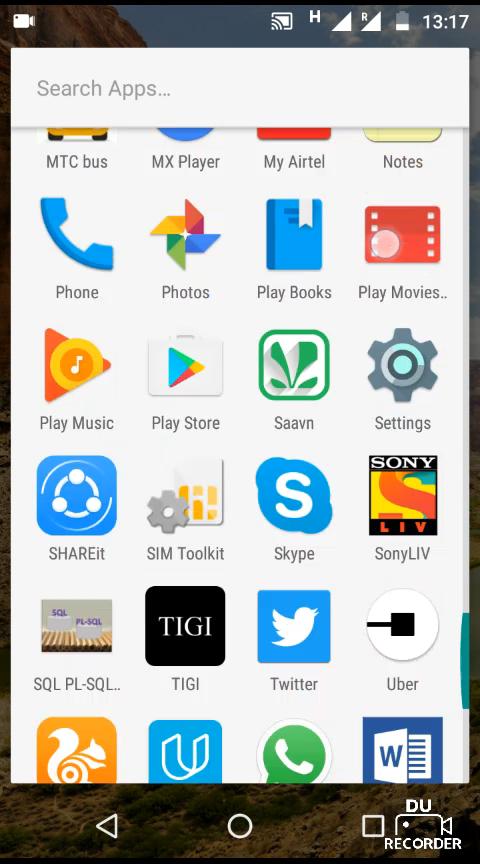 H R 13:17
Search Apps...
MTC bus MX Player My Airtel Notes
Phone Photos Play Books Play Movies..
Play Music Play Store Saavn Settings
SONY
S
LIV
SHAREit SIM Toolkit Skype SonyLIV
SQL
PL-SQL
TIGI
SQL PL-SQL.. TIGI Twitter Uber
W
DU
RECORDER